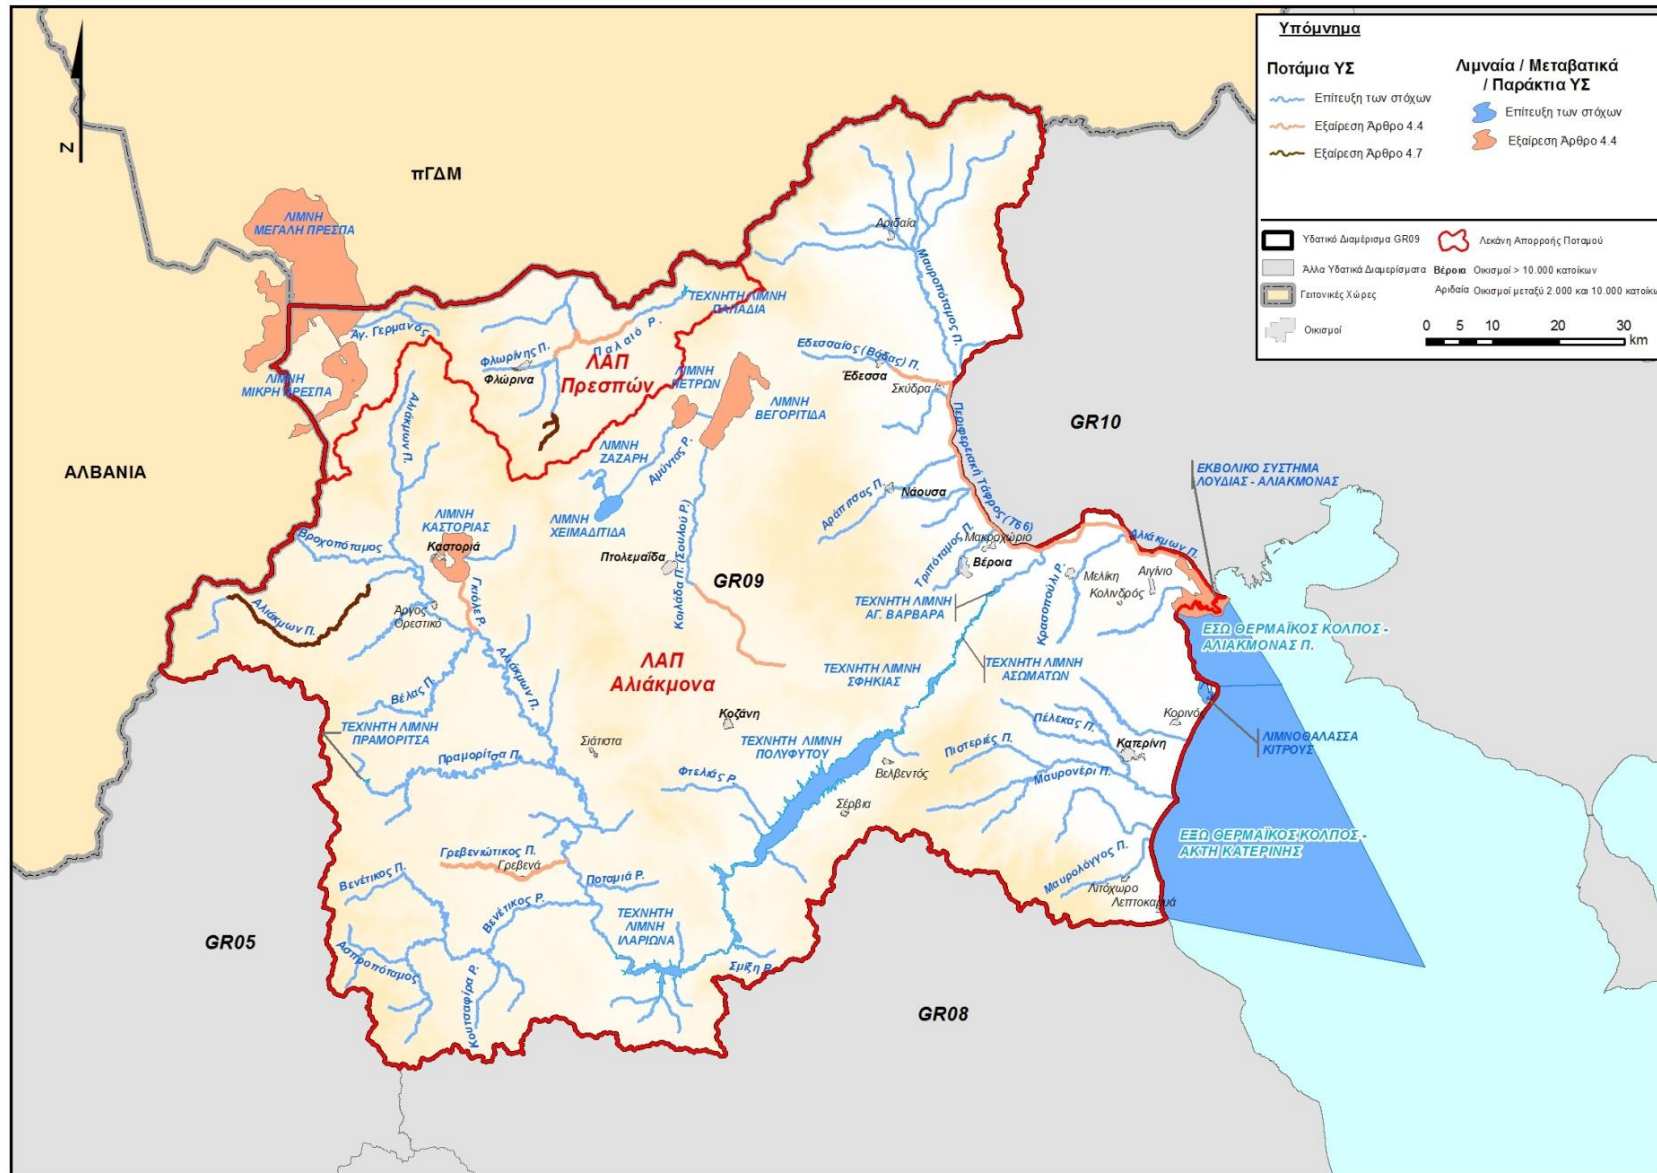 Υπόμνημα
Ποτάμια ΥΣ
Επίτευξη των στόχων
Εξαίρεση Άρθρο 4.4
Εξαίρεση Άρθρο 4.7
Λιμναία / Μεταβατικά
/ Παράκτια ΥΣ
Επίτευξη των στόχων
Εξαίρεση Άρθρο 4.4
Υδατικό Διαμέρισμα GR09
Άλλα Υδατικά Διαμερίσματα
Γειτονικές Χώρες
Οικισμοί
Λεκάνη Απορροής Ποταμού
Βέροια Οικισμοί > 10.000 κατοίκων
Αριδαία Οικισμοί μεταξύ 2.000 και 10.000 κατοίκω
0 5 10 20 30
km
N
πΓΔΜ
ΛΙΜΝΗ
ΜΕΓΑΛΗ ΠΡΕΣΠΑ
ΛΙΜΝΗ
ΜΙΚΡΗ ΠΡΕΣΠΑ
Αγ. Γερμανός
ΤΕΧΝΗΤΗ ΛΙΜΝΗ
ΠΑΠΑΔΙΑ
Παλαιό Ρ.
Φλωρίνης Π.
Φλώρινα
ΛΑΠ
Πρεσπών
ΛΙΜΝΗ
ΠΕΤΡΩΝ
ΛΙΜΝΗ
ΒΕΓΟΡΙΤΙΔΑ
Αριδαία
Μαυροπόταμος Π.
Εδεσσαίος (Βόδας) Π.
Έδεσσα
Σκύδρα
GR10
ΑΛΒΑΝΙΑ
Αλιάκμων Π.
ΛΙΜΝΗ
ΖΑΖΑΡΗ
Αμύντας Ρ.
ΛΙΜΝΗ
ΧΕΙΜΑΔΙΤΙΔΑ
Περιφερειακή Τάφρος (Τ66)
Αράπιτσας Π.
Νάουσα
ΕΚΒΟΛΙΚΟ ΣΥΣΤΗΜΑ
ΛΟΥΔΙΑΣ - ΑΛΙΑΚΜΟΝΑΣ
ΛΙΜΝΗ
ΚΑΣΤΟΡΙΑΣ
Καστοριά
Βροχοπόταμος
Γκιόλε Ρ.
Πτολεμαΐδα
Κοιλάδα Π. (Σουλού Ρ.)
GR09
Τριπόταμος Π.
Μακροχώριο
Βέροια
Αλιάκμων Π.
Μελίκη
Αιγίνιο
Κολινδρός
Κρασοπούλι Ρ.
Αλιάκμων Π.
Άργος
Ορεστικό
ΤΕΧΝΗΤΗ ΛΙΜΝΗ
ΑΓ. ΒΑΡΒΑΡΑ
ΕΣΩ ΘΕΡΜΑΪΚΟΣ ΚΟΛΠΟΣ -
ΑΛΙΑΚΜΟΝΑΣ Π.
ΛΑΠ
Αλιάκμονα
ΤΕΧΝΗΤΗ ΛΙΜΝΗ
ΣΦΗΚΙΑΣ
ΤΕΧΝΗΤΗ ΛΙΜΝΗ
ΑΣΩΜΑΤΩΝ
Αλιάκμων Π.
Βέλας Π.
Κοζάνη
Σιάτιστα
ΤΕΧΝΗΤΗ ΛΙΜΝΗ
ΠΡΑΜΟΡΙΤΣΑ
Πραμορίτσα Π.
ΤΕΧΝΗΤΗ ΛΙΜΝΗ
ΠΟΛΥΦΥΤΟΥ
Φτελιάς Ρ.
Βελβεντός
Σέρβια
Πέλεκας Π.
Πιστεριές Π.
Κατερίνη
Κορινός
Μαυρονέρι Π.
ΛΙΜΝΟΘΑΛΑΣΣΑ
ΚΙΤΡΟΥΣ
ΕΞΩ ΘΕΡΜΑΪΚΟΣ ΚΟΛΠΟΣ -
ΑΚΤΗ ΚΑΤΕΡΙΝΗΣ
Μαυρολόγγος Π.
Λιτόχωρο
Λεπτοκαρυά
Γρεβενιώτικος Π.
Γρεβενά
Βενέτικος Π.
Βενέτικος Ρ.
Ποταμιά Ρ.
ΤΕΧΝΗΤΗ
ΛΙΜΝΗ
ΙΛΑΡΙΩΝΑ
GR05
Ασπροπόταμος
Κουτσαφίρα Ρ.
Σμίξη Ρ.
GR08